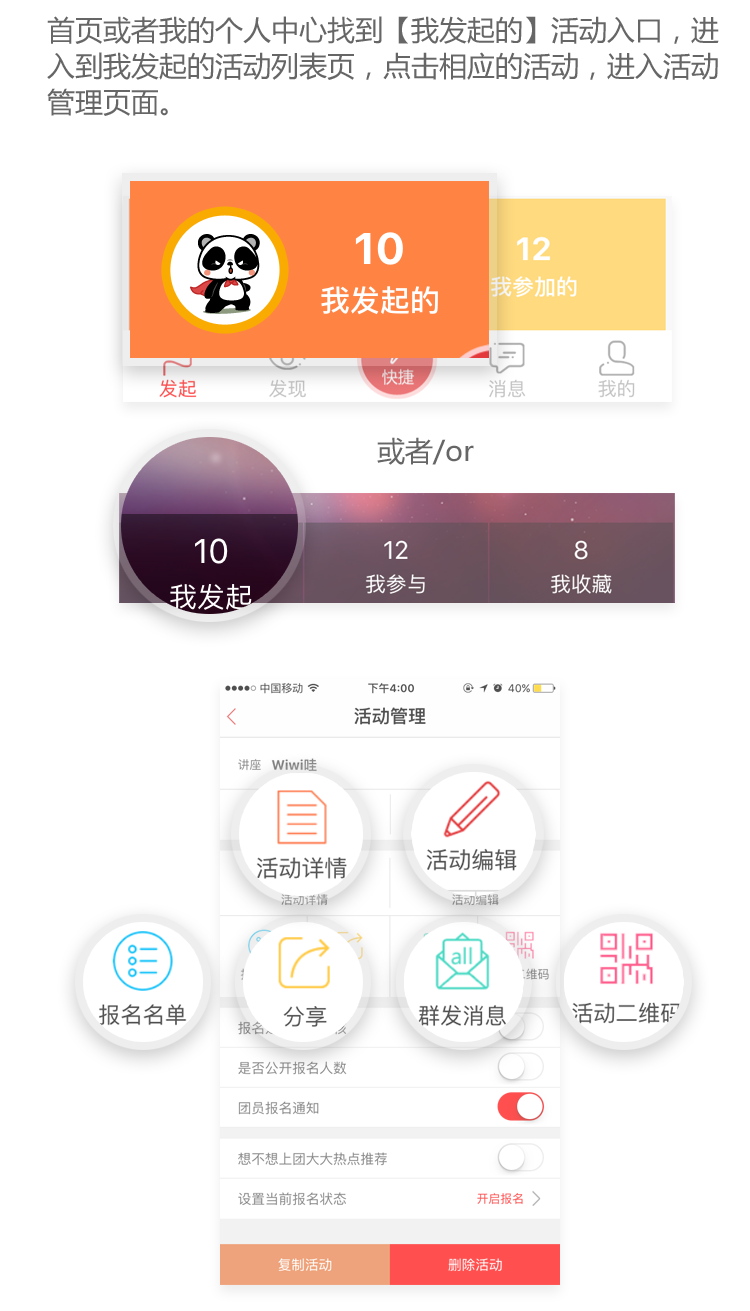 首页或者我的个人中心找到【我发起的】活动入口，进
入到我发起的活动列表页，点击相应的活动，进入活动
管理页面。
10
我发起的
12
我参加的
发起
发现
快捷
消息
我的
或者/or
10
我发起
12
我参与
8
我收藏
中国移动
下午4:00
40%
活动管理
讲座 Wiwi哇
活动详情
活动编辑
活动详情
活动编辑
报名名单
分享
all
群发消息
活动二维码
维码
报名
是否公开报名人数
团员报名通知
想不想上团大大热点推荐
设置当前报名状态
开启报名
复制活动
删除活动